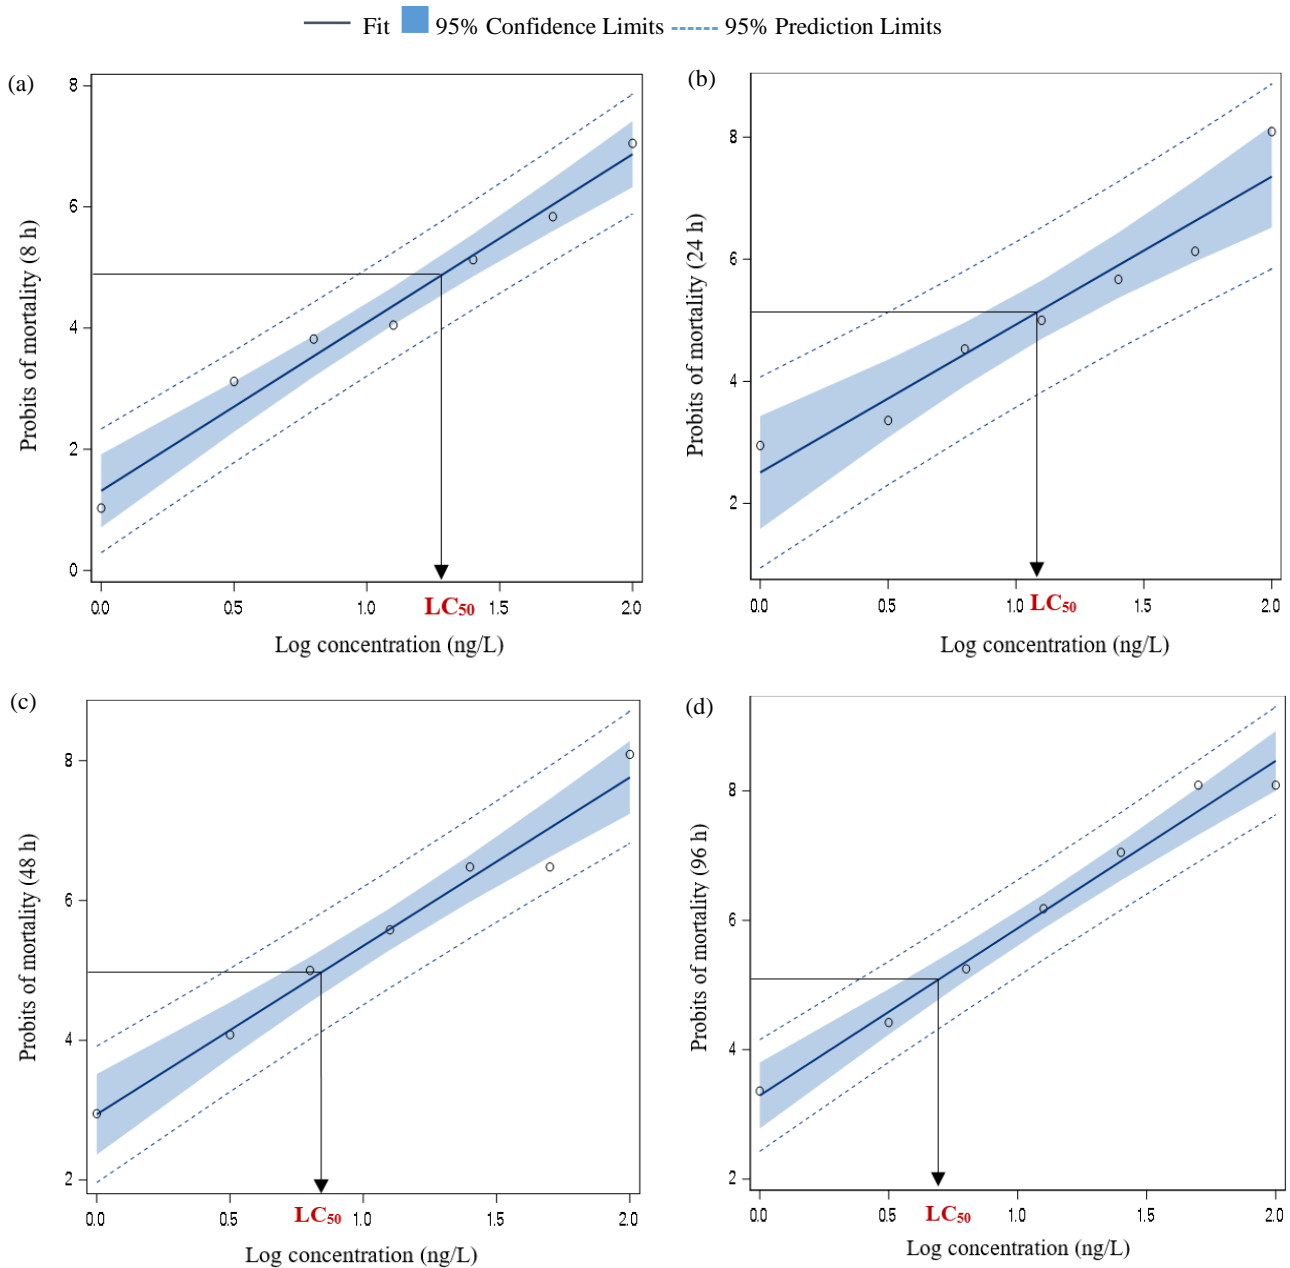 Fit 95% Confidence Limits 95% Prediction Limits
(a)
8
6
4
2
0
Probits of mortality (8 h)
0.0 0.5 1.0 LC50 1.5 2.0
Log concentration (ng/L)
(b)
8
6
4
2
Probits of mortality (24 h)
0.0 0.5 1.0 LC50 1.5 2.0
Log concentration (ng/L)
(c)
8
6
4
2
Probits of mortality (48 h)
0.0 0.5 LC50 1.0 1.5 2.0
Log concentration (ng/L)
(d)
8
6
4
2
Probits of mortality (96 h)
0.0 0.5 LC50 1.0 1.5 2.0
Log concentration (ng/L)